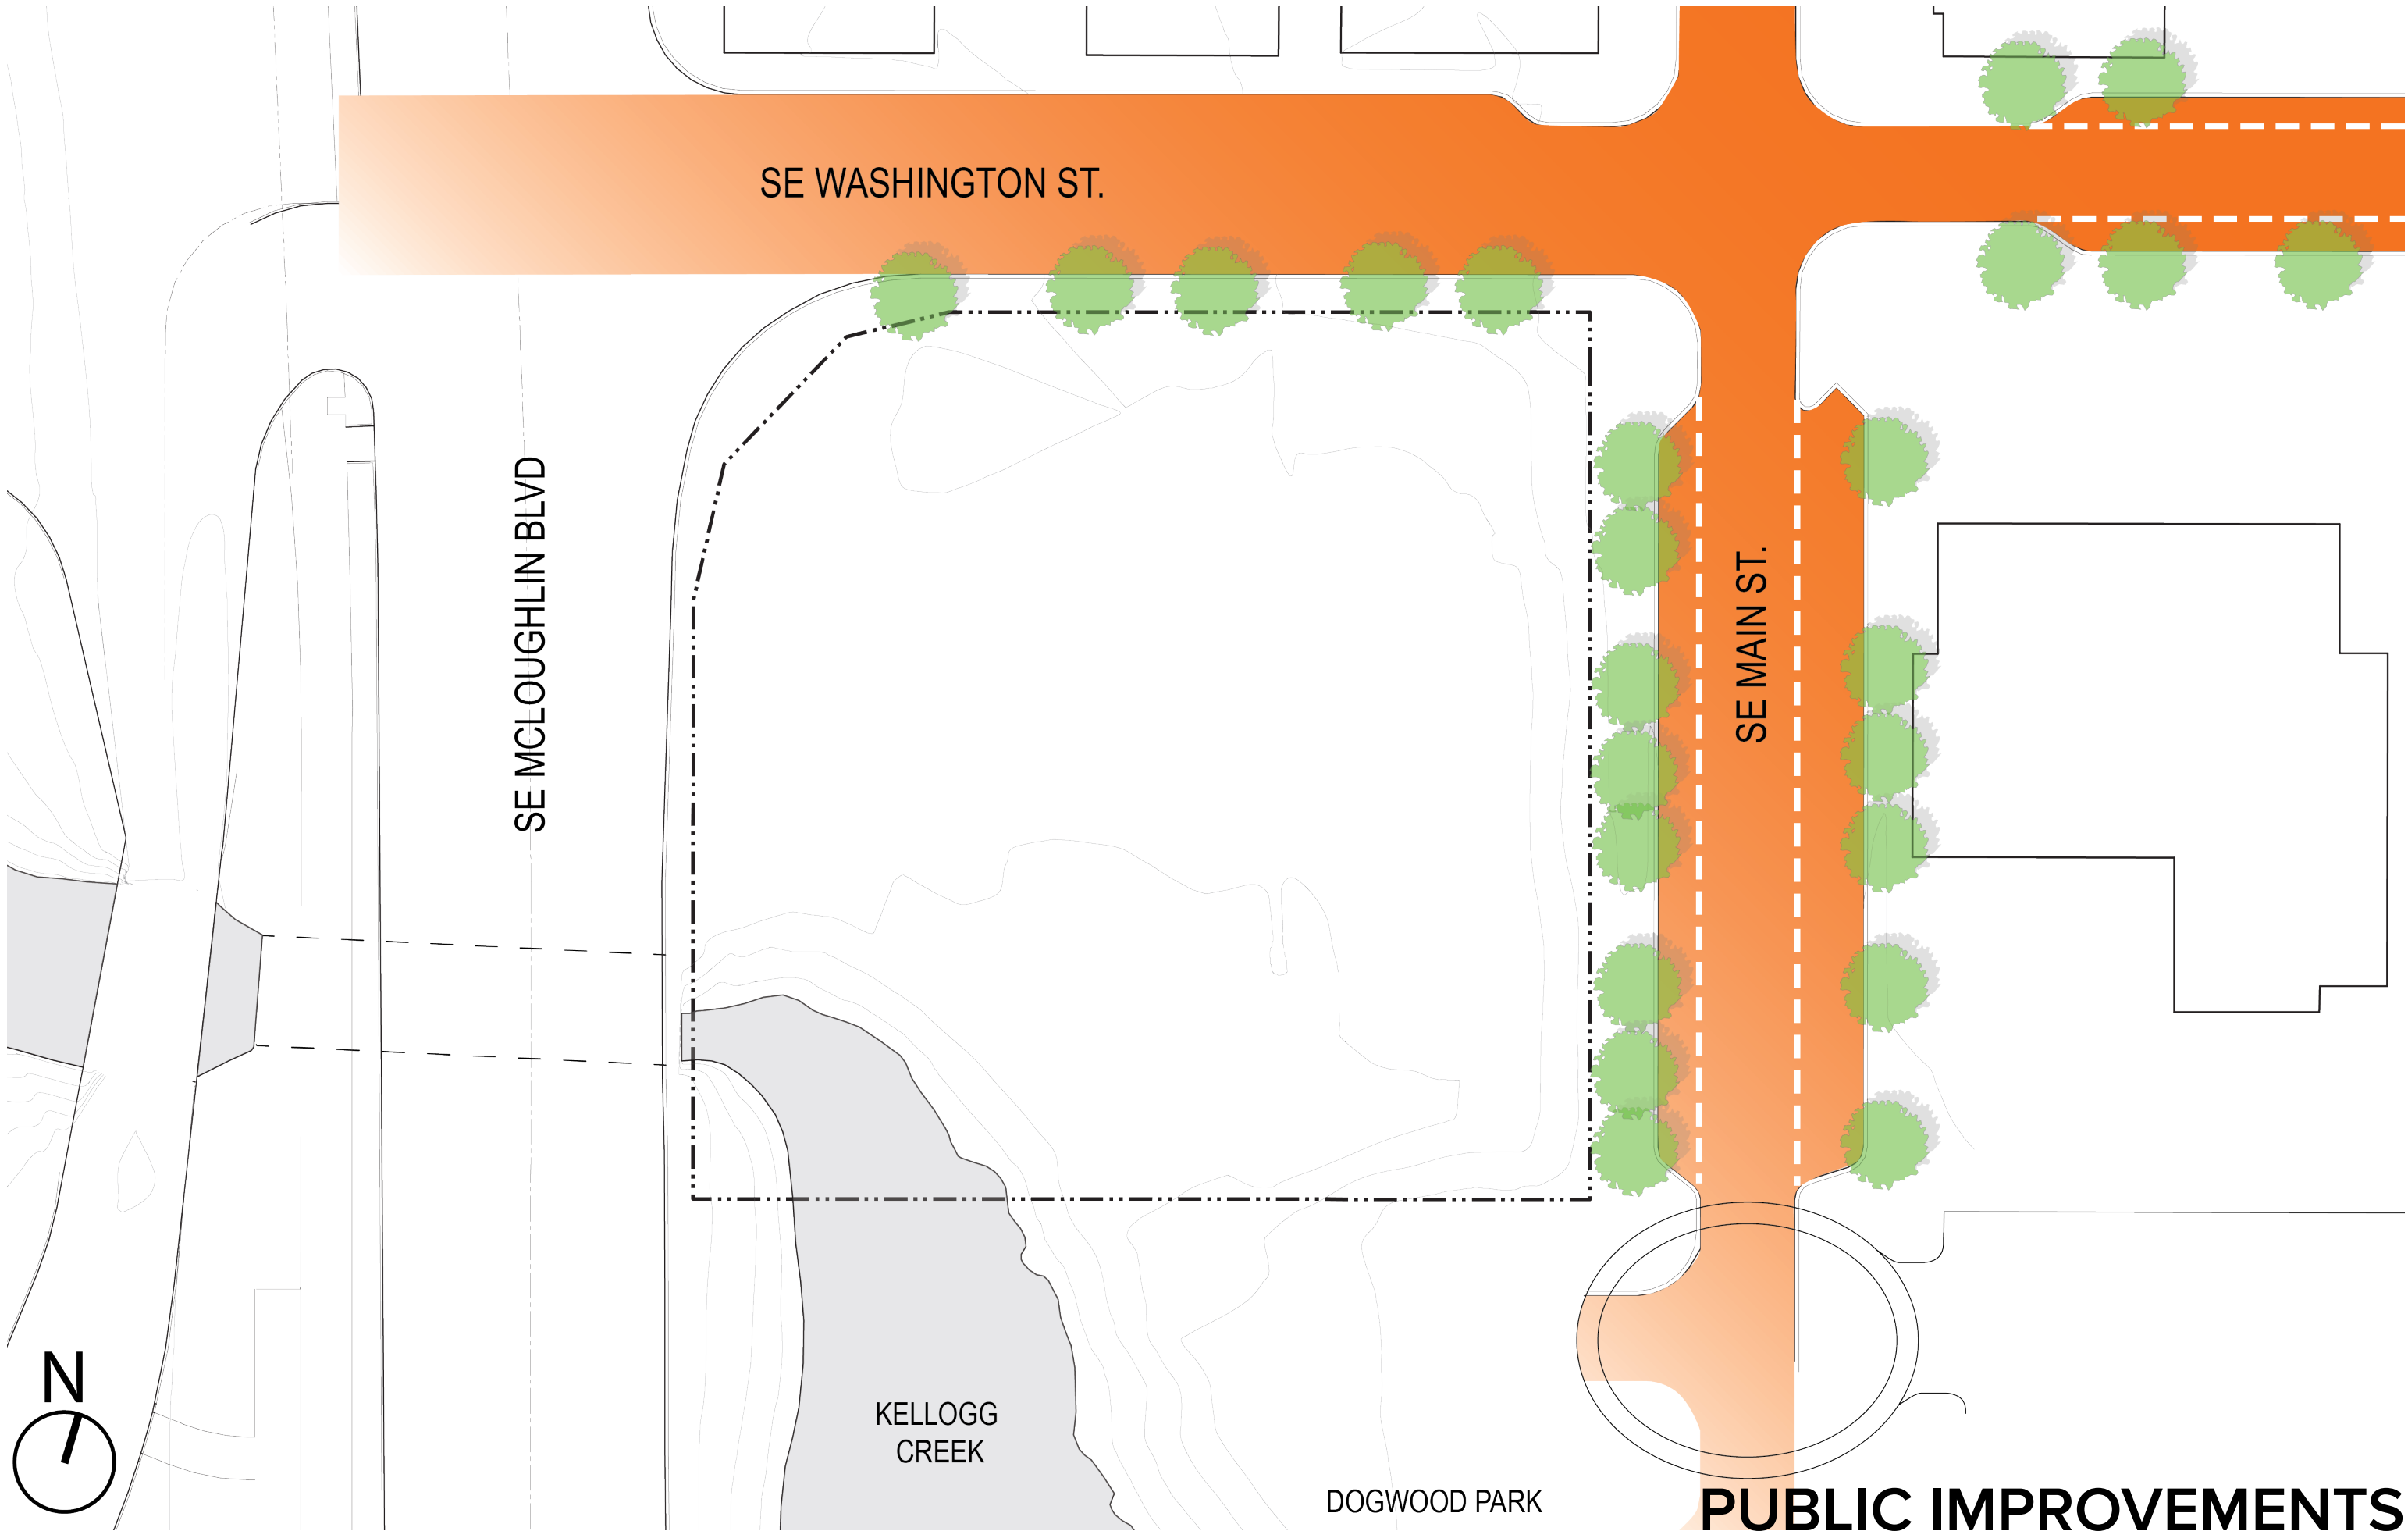 SE WASHINGTON ST.
SE MCLOUGHLIN BLVD
SE MAIN ST.
N
KELLOGG
CREEK
DOGWOOD PARK
PUBLIC IMPROVEMENTS